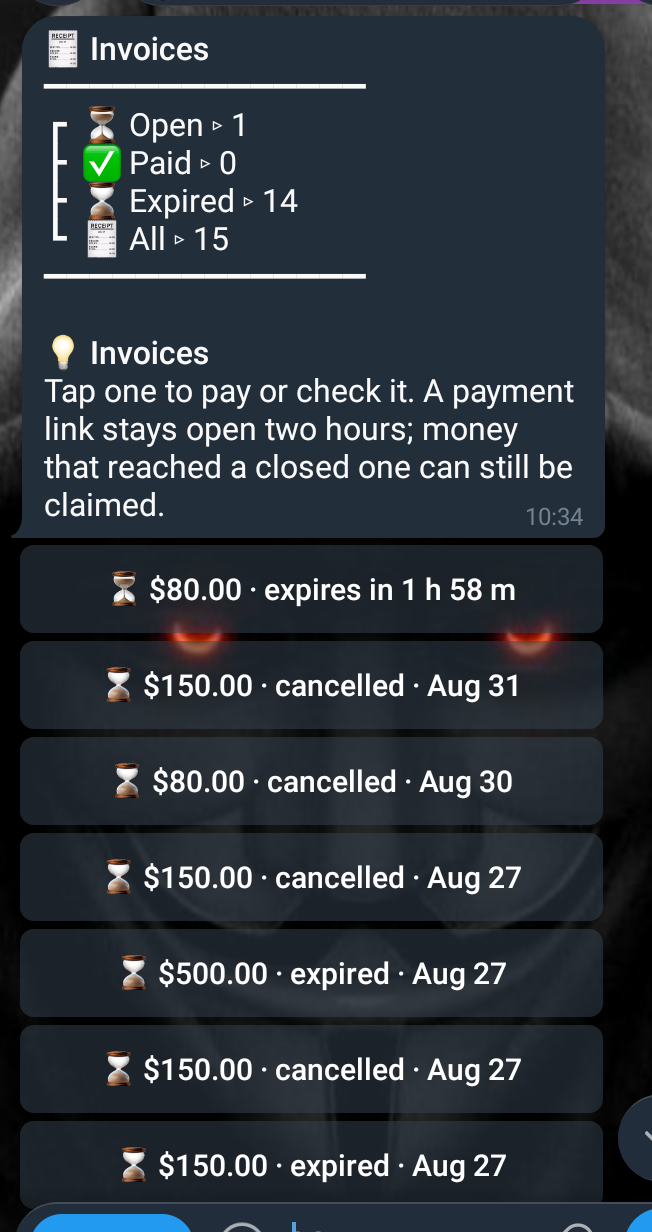 🧾 Invoices
⏳ Open ▹ 1
✅ Paid ▹ 0
⏳ Expired ▹ 14
🧾 All ▹ 15
💡 Invoices
Tap one to pay or check it. A payment
link stays open two hours; money
that reached a closed one can still be
claimed.
10:34
⏳ $80.00 · expires in 1 h 58 m
⏳ $150.00 · cancelled · Aug 31
⏳ $80.00 · cancelled · Aug 30
⏳ $150.00 · cancelled · Aug 27
⏳ $500.00 · expired · Aug 27
⏳ $150.00 · cancelled · Aug 27
⏳ $150.00 · expired · Aug 27